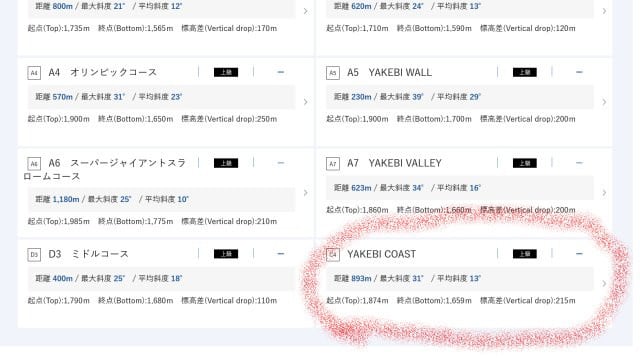 距離 800m / 最大斜度 21° / 平均斜度 12°
起点(Top):1,735m 終点(Bottom):1,565m 標高差(Vertical drop):170m
距離 620m / 最大斜度 24° / 平均斜度 13°
起点(Top):1,710m 終点(Bottom):1,590m 標高差(Vertical drop):120m
A4 A4 オリンピックコース 上級 －
距離 570m / 最大斜度 31° / 平均斜度 23°
起点(Top):1,900m 終点(Bottom):1,650m 標高差(Vertical drop):250m
A5 A5 YAKEBI WALL 上級 －
距離 230m / 最大斜度 39° / 平均斜度 29°
起点(Top):1,900m 終点(Bottom):1,700m 標高差(Vertical drop):200m
A6 A6 スーパージャイアントスラ 上級 －
ロームコース
距離 1,180m / 最大斜度 25° / 平均斜度 10°
起点(Top):1,985m 終点(Bottom):1,775m 標高差(Vertical drop):210m
A7 A7 YAKEBI VALLEY 上級 －
距離 623m / 最大斜度 34° / 平均斜度 16°
起点(Top):1,860m 終点(Bottom):1,660m 標高差(Vertical drop):200m
D3 D3 ミドルコース 上級 －
距離 400m / 最大斜度 25° / 平均斜度 18°
起点(Top):1,790m 終点(Bottom):1,680m 標高差(Vertical drop):110m
YAKEBI COAST 上級 －
距離 893m / 最大斜度 31° / 平均斜度 13°
起点(Top):1,874m 終点(Bottom):1,659m 標高差(Vertical drop):215m